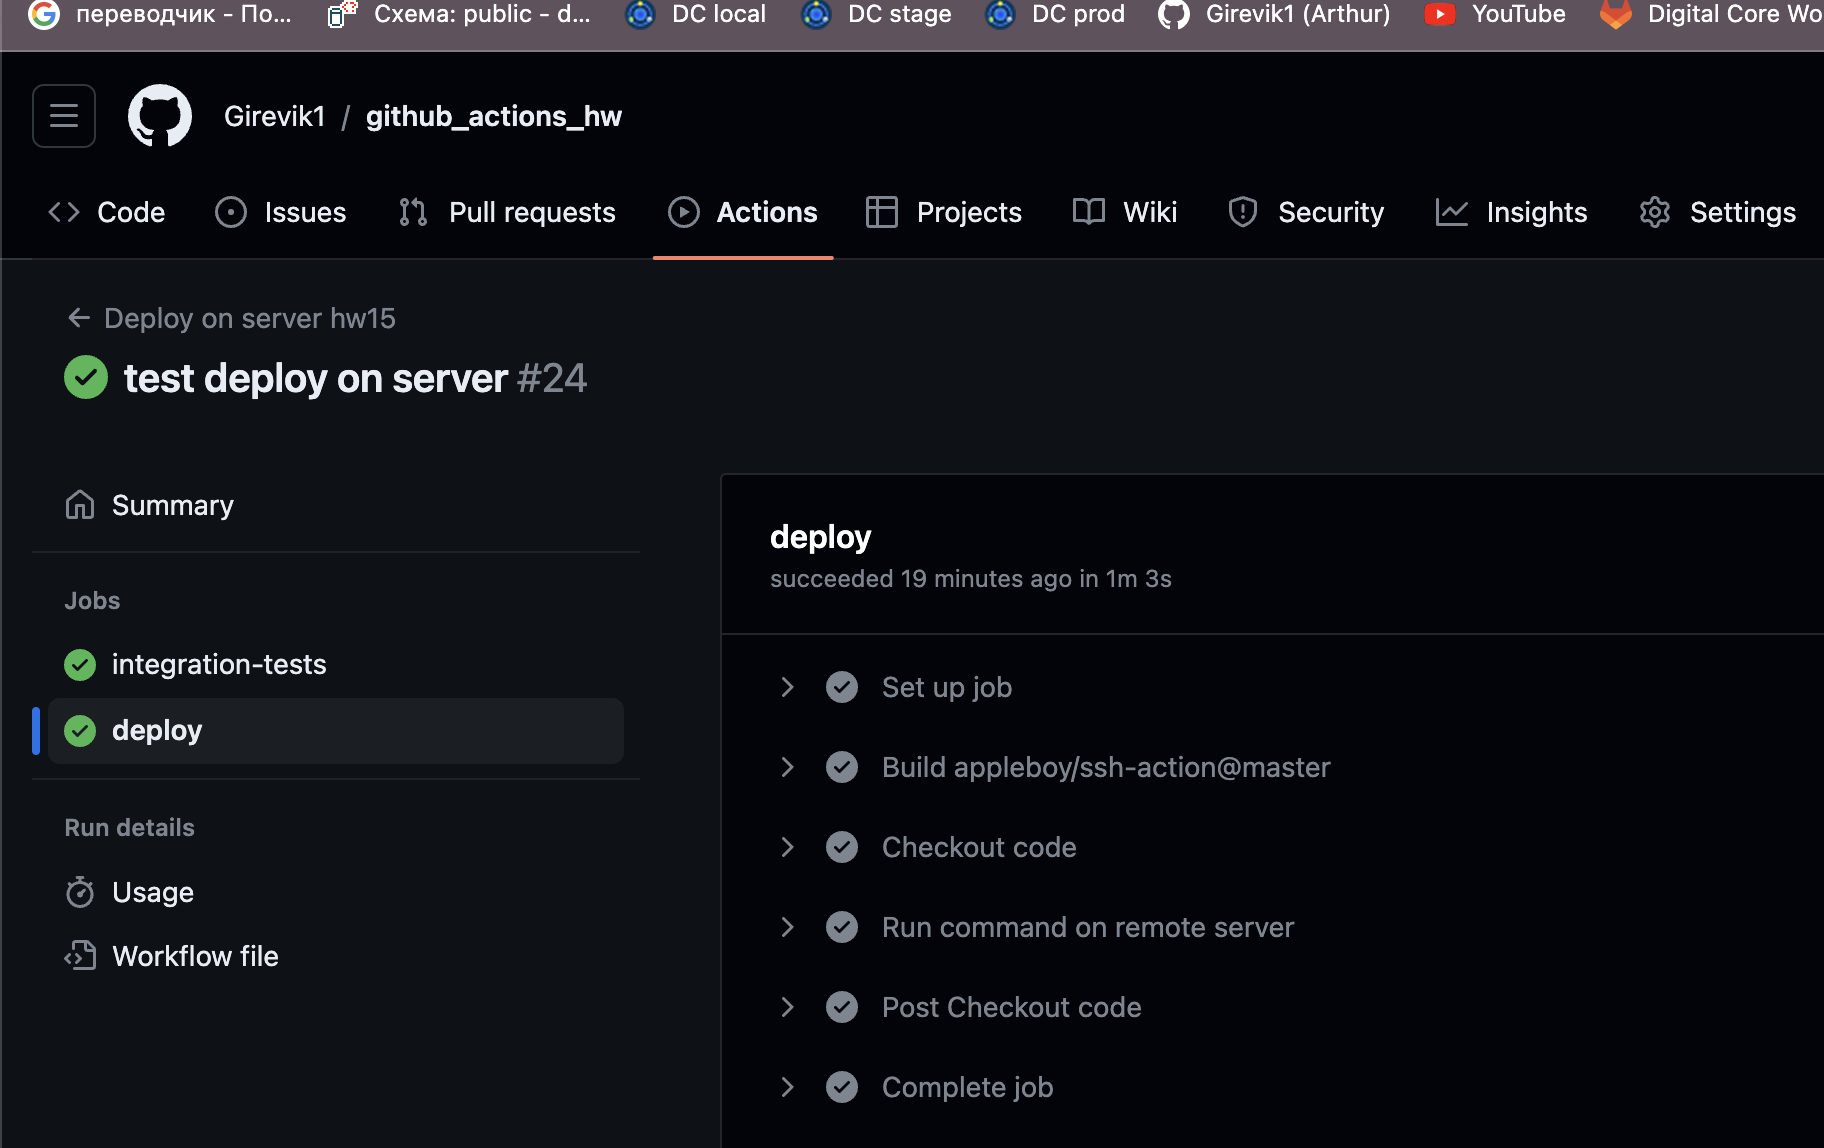 переводчик - По...
Схема: public - d...
DC local
DC stage
DC prod
Girevik1 (Arthur)
YouTube
Digital Core Wo
Girevik1 / github_actions_hw
Code
Issues
Pull requests
Actions
Projects
Wiki
Security
Insights
Settings
← Deploy on server hw15
test deploy on server #24
Summary
Jobs
integration-tests
deploy
Run details
Usage
Workflow file
deploy
succeeded 19 minutes ago in 1m 3s
Set up job
Build appleboy/ssh-action@master
Checkout code
Run command on remote server
Post Checkout code
Complete job